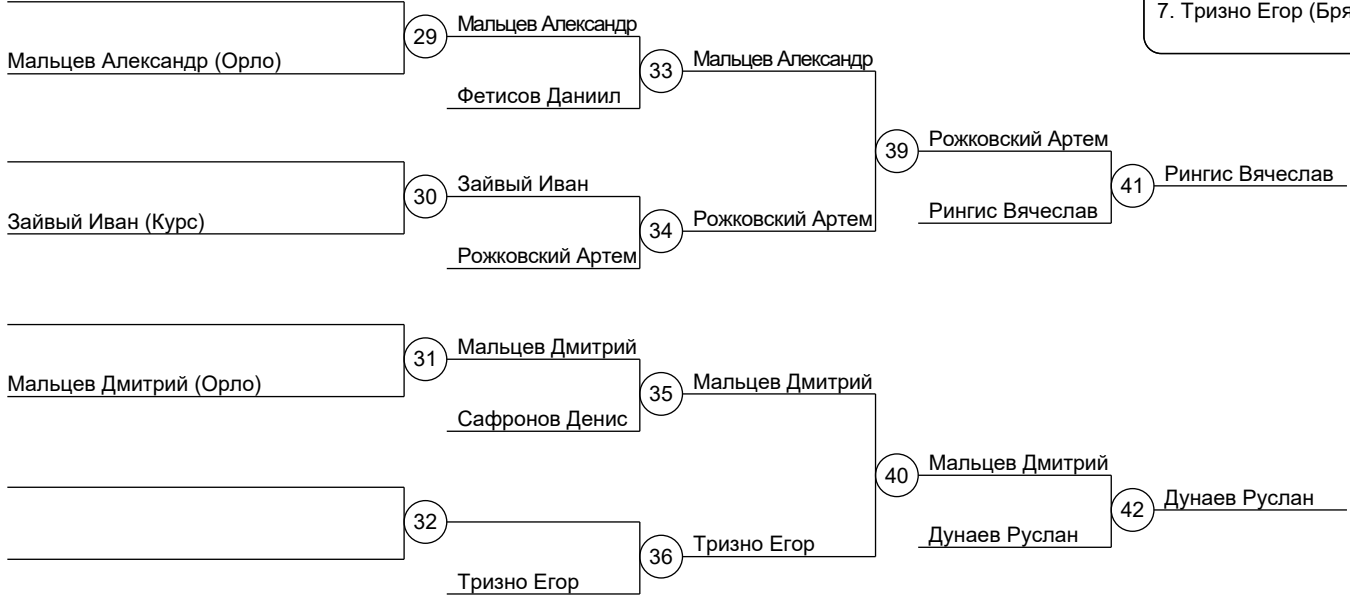 7. Тризно Егор (Бря
Мальцев Александр (Орло)
29
Мальцев Александр
Фетисов Даниил
33
Мальцев Александр
Зайвый Иван (Курс)
30
Зайвый Иван
Рожковский Артем
34
Рожковский Артем
39
Рожковский Артем
Рингис Вячеслав
41
Рингис Вячеслав
Мальцев Дмитрий (Орло)
31
Мальцев Дмитрий
Сафронов Денис
35
Мальцев Дмитрий
32
Тризно Егор
36
Тризно Егор
40
Мальцев Дмитрий
Дунаев Руслан
42
Дунаев Руслан